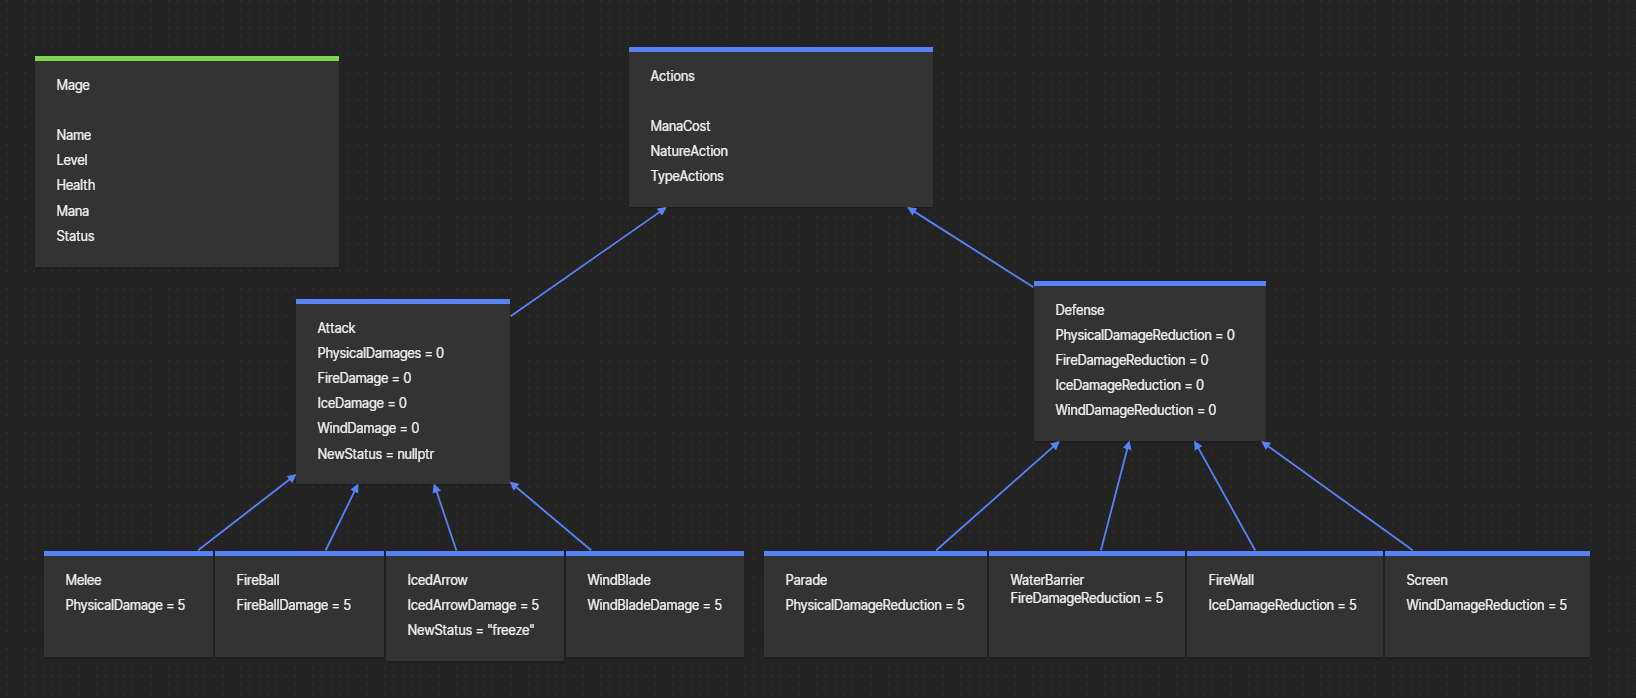 Mage
Name
Level
Health
Mana
Status
Actions
ManaCost
NatureAction
TypeActions
Attack
PhysicalDamages = 0
FireDamage = 0
IceDamage = 0
WindDamage = 0
NewStatus = nullptr
Defense
PhysicalDamageReduction = 0
FireDamageReduction = 0
IceDamageReduction = 0
WindDamageReduction = 0
Melee
PhysicalDamage = 5
FireBall
FireBallDamage = 5
IcedArrow
IcedArrowDamage = 5
NewStatus = "freeze"
WindBlade
WindBladeDamage = 5
Parade
PhysicalDamageReduction = 5
WaterBarrier
FireDamageReduction = 5
FireWall
IceDamageReduction = 5
Screen
WindDamageReduction = 5